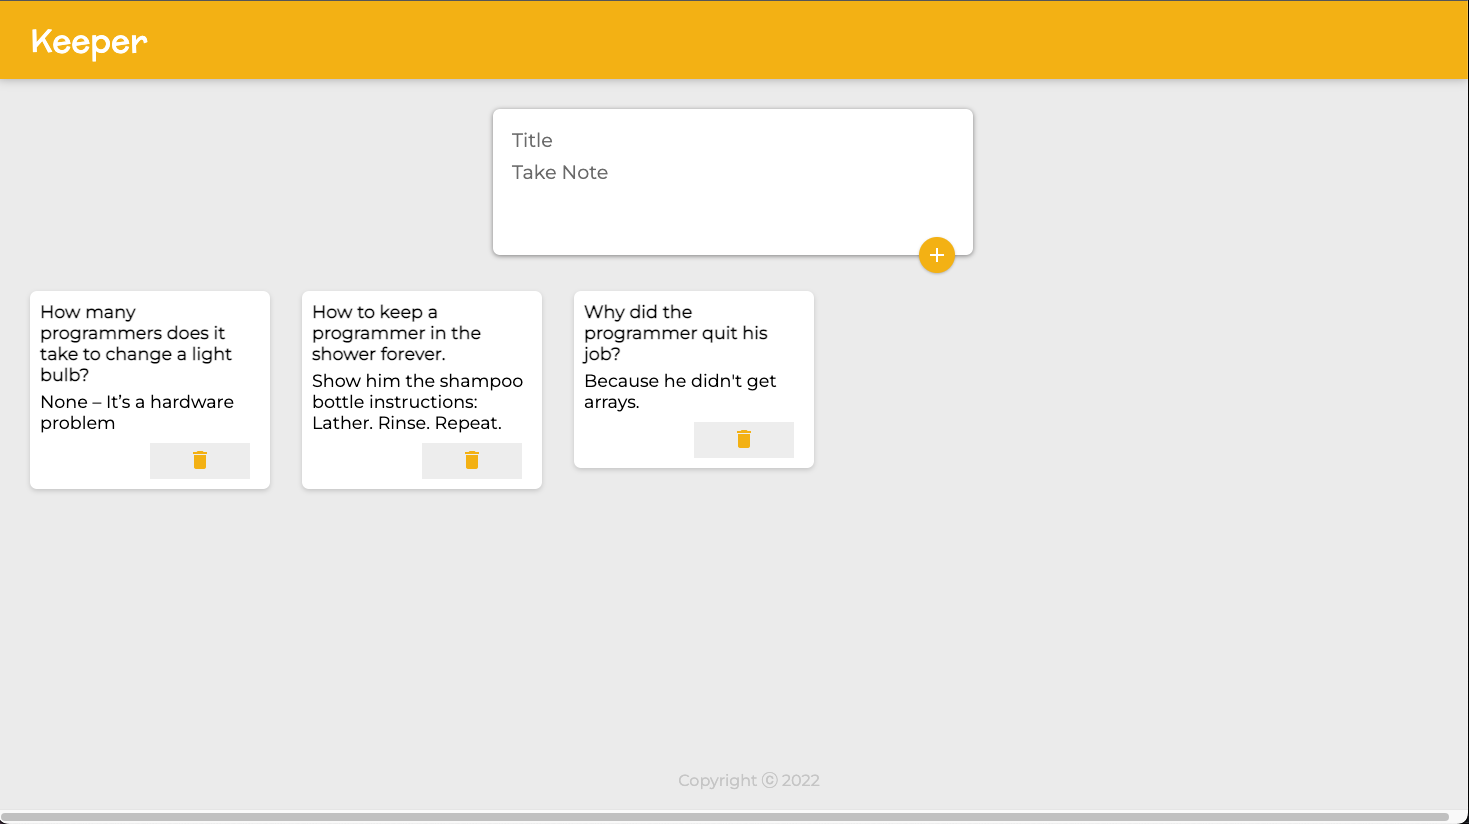 Keeper
Title
Take Note
How many
programmers does it
take to change a light
bulb?
None – It’s a hardware
problem
How to keep a
programmer in the
shower forever.
Show him the shampoo
bottle instructions:
Lather. Rinse. Repeat.
Why did the
programmer quit his
job?
Because he didn't get
arrays.
Copyright ⓒ 2022